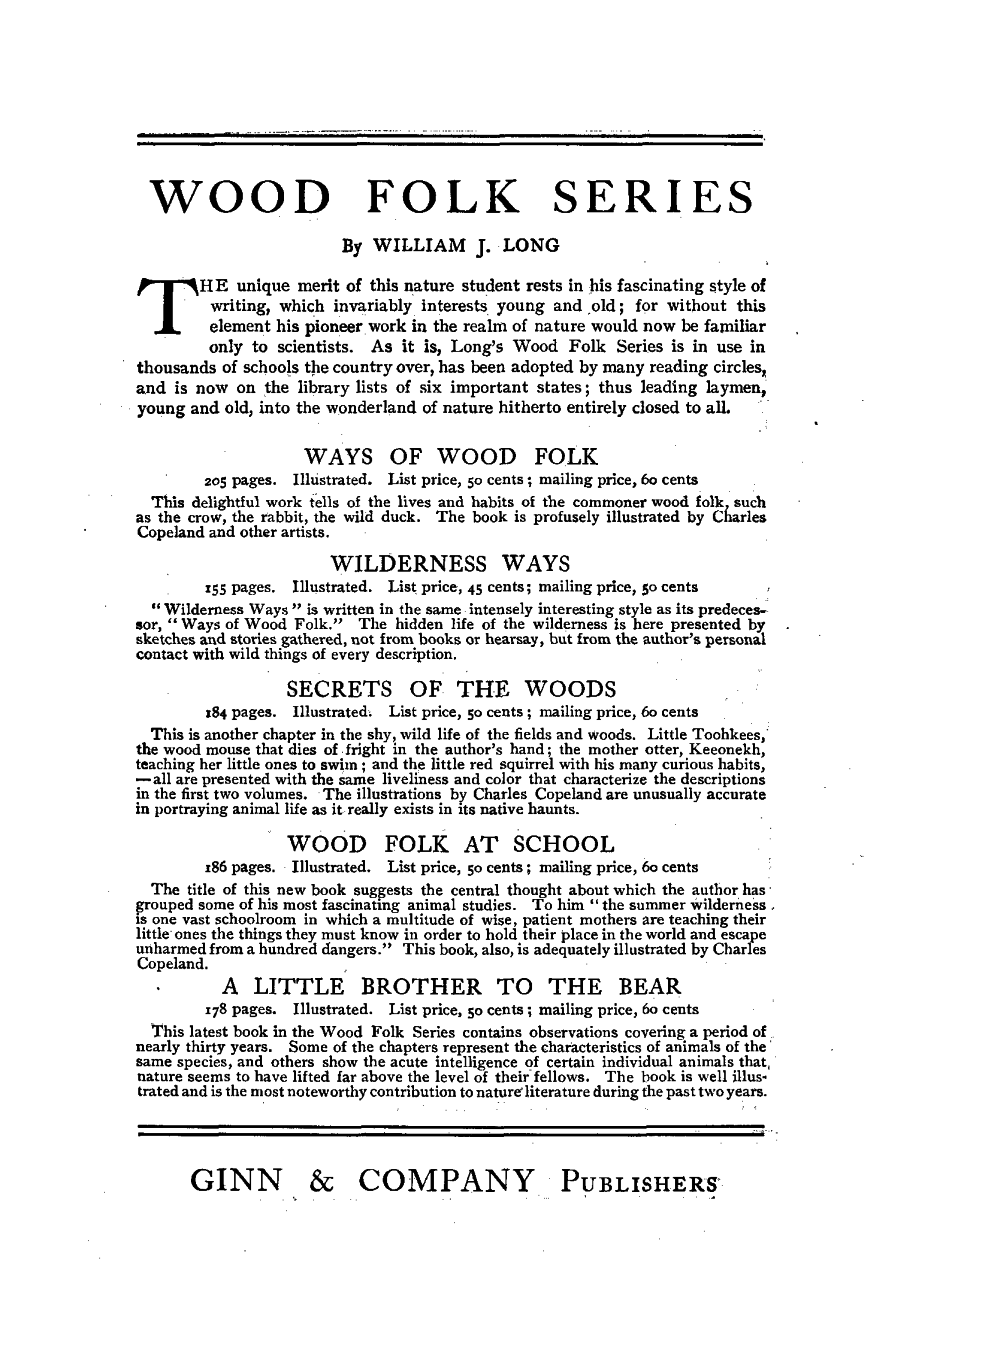 WOOD FOLK SERIES
By WILLIAM J. LONG
THE unique merit of this nature student rests in his fascinating style of
writing, which invariably interests young and old; for without this
element his pioneer work in the realm of nature would now be familiar
only to scientists. As it is, Long's Wood Folk Series is in use in
thousands of schools the country over, has been adopted by many reading circles,
and is now on the library lists of six important states; thus leading laymen,
young and old, into the wonderland of nature hitherto entirely closed to all.
WAYS OF WOOD FOLK
205 pages. Illustrated. List price, 50 cents; mailing price, 60 cents
This delightful work tells of the lives and habits of the commoner wood folk, such
as the crow, the rabbit, the wild duck. The book is profusely illustrated by Charles
Copeland and other artists.
WILDERNESS WAYS
155 pages. Illustrated. List price, 45 cents; mailing price, 50 cents
"Wilderness Ways" is written in the same intensely interesting style as its predeces-
sor, "Ways of Wood Folk." The hidden life of the wilderness is here presented by
sketches and stories gathered, not from books or hearsay, but from the author's personal
contact with wild things of every description.
SECRETS OF THE WOODS
184 pages. Illustrated. List price, 50 cents; mailing price, 60 cents
This is another chapter in the shy, wild life of the fields and woods. Little Toohkees,
the wood mouse that dies of fright in the author's hand; the mother otter, Keeonekh,
teaching her little ones to swim; and the little red squirrel with his many curious habits,
—all are presented with the same liveliness and color that characterize the descriptions
in the first two volumes. The illustrations by Charles Copeland are unusually accurate
in portraying animal life as it really exists in its native haunts.
WOOD FOLK AT SCHOOL
186 pages. Illustrated. List price, 50 cents; mailing price, 60 cents
The title of this new book suggests the central thought about which the author has
grouped some of his most fascinating animal studies. To him "the summer wilderness
is one vast schoolroom in which a multitude of wise, patient mothers are teaching their
little ones the things they must know in order to hold their place in the world and escape
unharmed from a hundred dangers." This book, also, is adequately illustrated by Charles
Copeland.
A LITTLE BROTHER TO THE BEAR
178 pages. Illustrated. List price, 50 cents; mailing price, 60 cents
This latest book in the Wood Folk Series contains observations covering a period of
nearly thirty years. Some of the chapters represent the characteristics of animals of the
same species, and others show the acute intelligence of certain individual animals that
nature seems to have lifted far above the level of their fellows. The book is well illus-
trated and is the most noteworthy contribution to nature literature during the past two years.
GINN & COMPANY PUBLISHERS